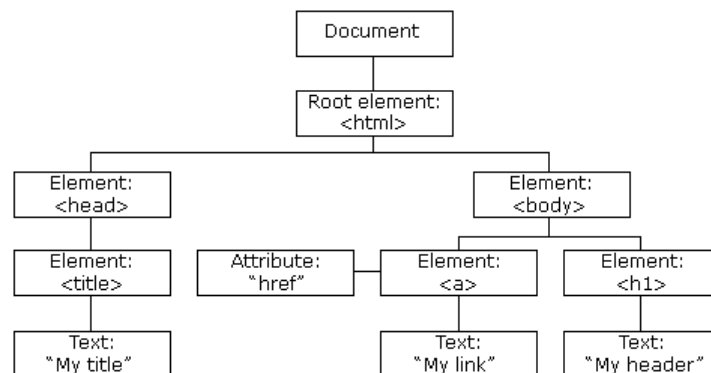 Document
Root element:
<html>
Element:
<head>
Element:
<body>
Element:
<title>
Attribute:
“href”
Element:
<a>
Element:
<h1>
Text:
“My title”
Text:
“My link”
Text:
“My header”